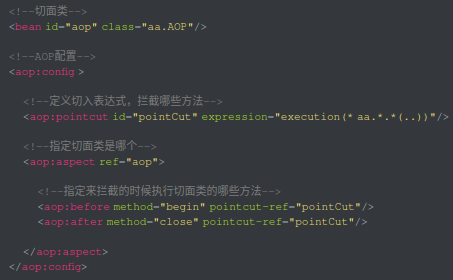 <!--切面类-->
<bean id="aop" class="aa.AOP"/>
<!--AOP配置-->
<aop:config >
<!--定义切入表达式，拦截哪些方法-->
<aop:pointcut id="pointCut" expression="execution(* aa.*.*(..))"/>
<!--指定切面类是哪个-->
<aop:aspect ref="aop">
<!--指定来拦截的时候执行切面类的哪些方法-->
<aop:before method="begin" pointcut-ref="pointCut"/>
<aop:after method="close" pointcut-ref="pointCut"/>
</aop:aspect>
</aop:config>